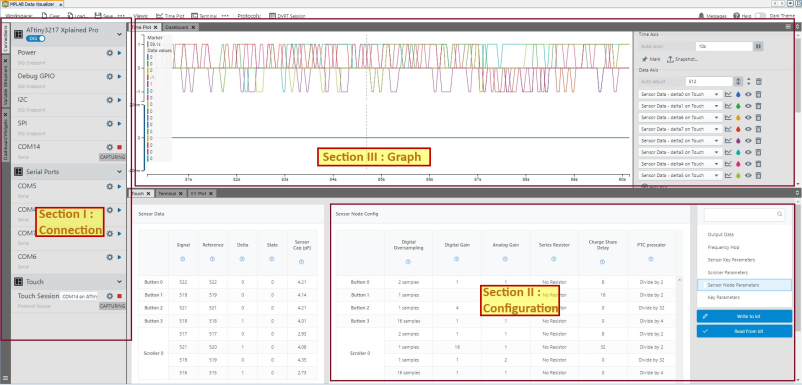 MPLAB Data Visualizer
Workspace: Clear Load Save Views: Time Plot Terminal Protocols: DVRT Session
Messages Help Dark Theme
Connections
Variable Streamers
Dashboard Widgets
ATtiny3217 Xplained Pro
DGI
Power
DGI Endpoint
Debug GPIO
DGI Endpoint
I2C
DGI Endpoint
SPI
DGI Endpoint
COM14
Serial CAPTURING
Serial Ports
COM5
Serial
Serial
Serial
COM6
Serial
Touch
Touch Session COM14 on ATtiny
Protocol Session CAPTURING
Section I :
Connection
Time Plot Dashboard
Marker
59.1s
Data values
Section III : Graph
Time Axis
10s
Mark Snapshot...
Data Axis
Auto adjust 512
Sensor Data - delta0 on Touch
Sensor Data - delta1 on Touch
Sensor Data - delta6 on Touch
Sensor Data - delta7 on Touch
Sensor Data - delta2 on Touch
Sensor Data - delta3 on Touch
Sensor Data - delta4 on Touch
Sensor Data - delta5 on Touch
Touch Terminal XY Plot
Sensor Data
Signal Reference Delta State Sensor Cap (pF)
Button 0 522 522 0 0 4.21
Button 1 519 519 0 0 4.14
Button 2 521 521 0 0 4.21
Button 3 518 518 1 0 4.01
Scroller 0
517 517 0 0 2.93
521 520 1 0 4.08
519 519 0 0 4.35
516 515 1 0 2.73
Sensor Node Config
Digital Oversampling Digital Gain Analog Gain Series Resistor Charge Share Delay PTC prescaler
Button 0 2 samples 1 1 No Resistor 8 Divide by 2
Button 1 1 samples No Resistor 16 Divide by 2
Button 2 1 samples 4 No Resistor 0 Divide by 2
Button 3 16 samples 1 No Resistor 0 Divide by 4
Scroller 0
2 samples 1 1 No Resistor 8 Divide by 2
1 samples 16 1 No Resistor 32 Divide by 2
1 samples 1 2 No Resistor 0 Divide by 32
16 samples 1 1 No Resistor 0 Divide by 4
Section II :
Configuration
Output Data
Frequency Hop
Sensor Key Parameters
Scroller Parameters
Sensor Node Parameters
Key Parameters
Write to kit
Read from kit